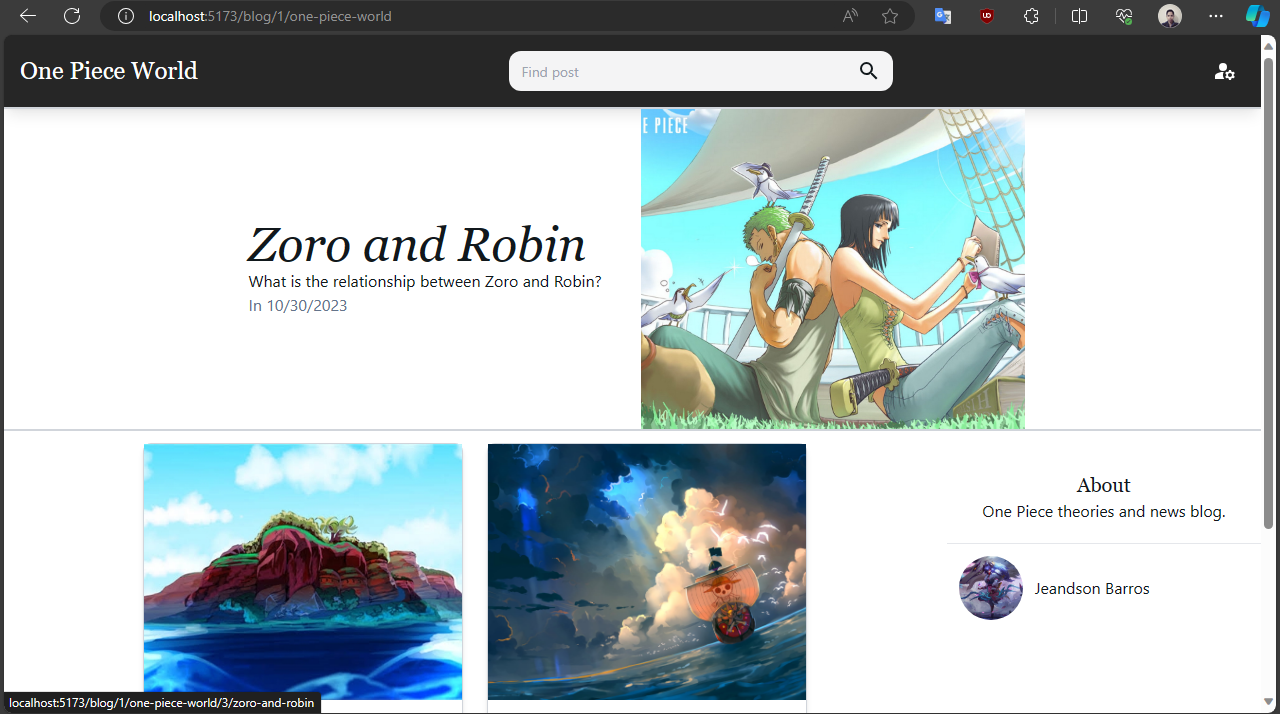 localhost:5173/blog/1/one-piece-world
One Piece World
Find post
E PIECE
Zoro and Robin
What is the relationship between Zoro and Robin?
In 10/30/2023
About
One Piece theories and news blog.
Jeandson Barros
localhost:5173/blog/1/one-piece-world/3/zoro-and-robin